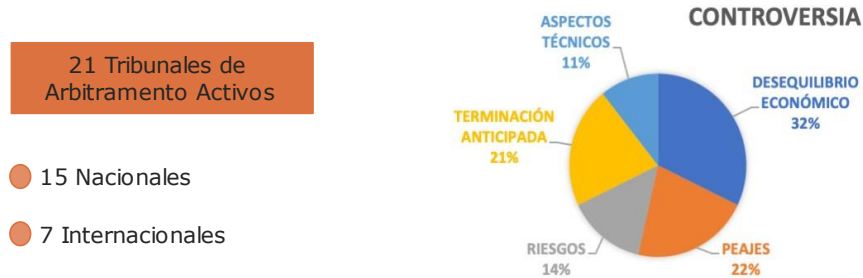 21 Tribunales de
Arbitramento Activos
15 Nacionales
7 Internacionales
CONTROVERSIA
ASPECTOS
TÉCNICOS
11%
DESEQUILIBRIO
ECONÓMICO
32%
TERMINACIÓN
ANTICIPADA
21%
RIESGOS
14%
PEAJES
22%